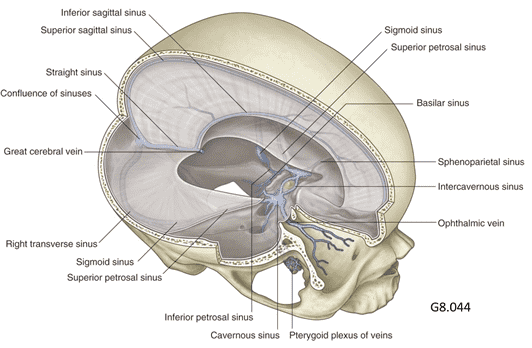 Inferior sagittal sinus
Superior sagittal sinus
Straight sinus
Confluence of sinuses
Great cerebral vein
Right transverse sinus
Sigmoid sinus
Superior petrosal sinus
Inferior petrosal sinus
Cavernous sinus
Pterygoid plexus of veins
Sigmoid sinus
Superior petrosal sinus
Basilar sinus
Sphenoparietal sinus
Intercavernous sinus
Ophthalmic vein
G8.044